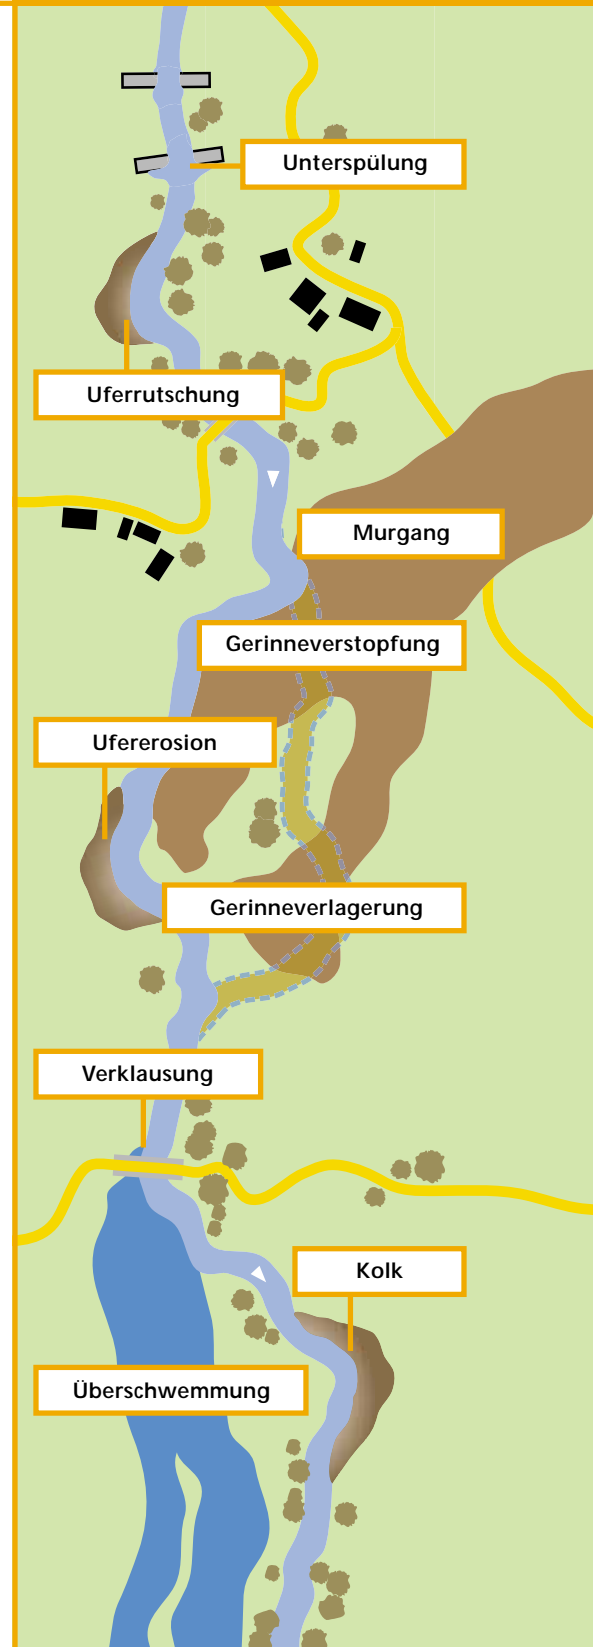 Unterspülung
Uferrutschung
Murgang
Gerinneverstopfung
Ufererosion
Gerinneverlagerung
Verklausung
Kolk
Überschwemmung